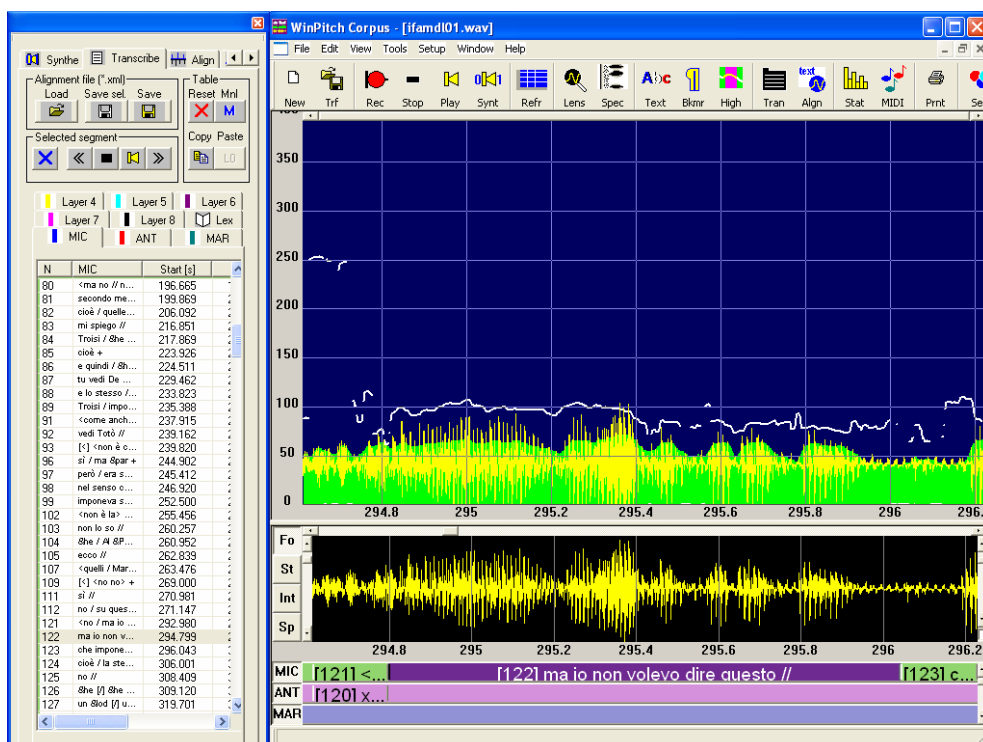 WinPitch Corpus - [ifamdl01.wav]
File Edit View Tools Setup Window Help
New Trf Rec Stop Play Synt Refr Lens Spec Text Bkmr High Tran Algn Stat MIDI Prnt
Synthe Transcribe Align
Alignment file (*.xml) Table
Load Save sel. Save Reset Mnl
M
Selected segment Copy Paste
L0
Layer 4 Layer 5 Layer 6
Layer 7 Layer 8 Lex
MIC ANT MAR
N MIC Start [s]
80 <ma no // n... 196.665
81 secondo me... 199.869
82 cioè / quelle... 206.092
83 mi spiego // 216.851
84 Troisi / &he ... 217.869
85 cioè + 223.926
86 e quindi / &h... 224.511
87 tu vedi De ... 229.462
88 e lo stesso /... 233.823
89 Troisi / impo... 235.388
91 <come anch... 237.915
92 vedi Totò // 239.162
93 [<] <non è c... 239.820
96 sì / ma &par + 244.902
97 però / era s... 245.412
98 nel senso o... 246.920
99 imponeva s... 252.500
102 <non è la> ... 255.456
103 non lo so // 260.257
104 &he / Al &P... 260.952
105 ecco // 262.839
107 <quelli / Mar... 263.476
109 [<] <no no> + 269.000
111 sì // 270.981
112 no / su ques... 271.147
121 <no / ma io ... 292.980
122 ma io non v... 294.799
123 che impone... 296.043
124 cioè / la ste... 306.001
125 no // 308.409
126 &he [/] &he ... 309.120
127 un &lod [/] u... 319.701
350
300
250
200
150
100
50
0
294.8 295 295.2 295.4 295.6 295.8 296 296.
Fo
St
Int
Sp
294.8 295 295.2 295.4 295.6 295.8 296 296.2
MIC [121] <... [122] ma io non volevo dire questo // [123] c...
ANT [120] x...
MAR